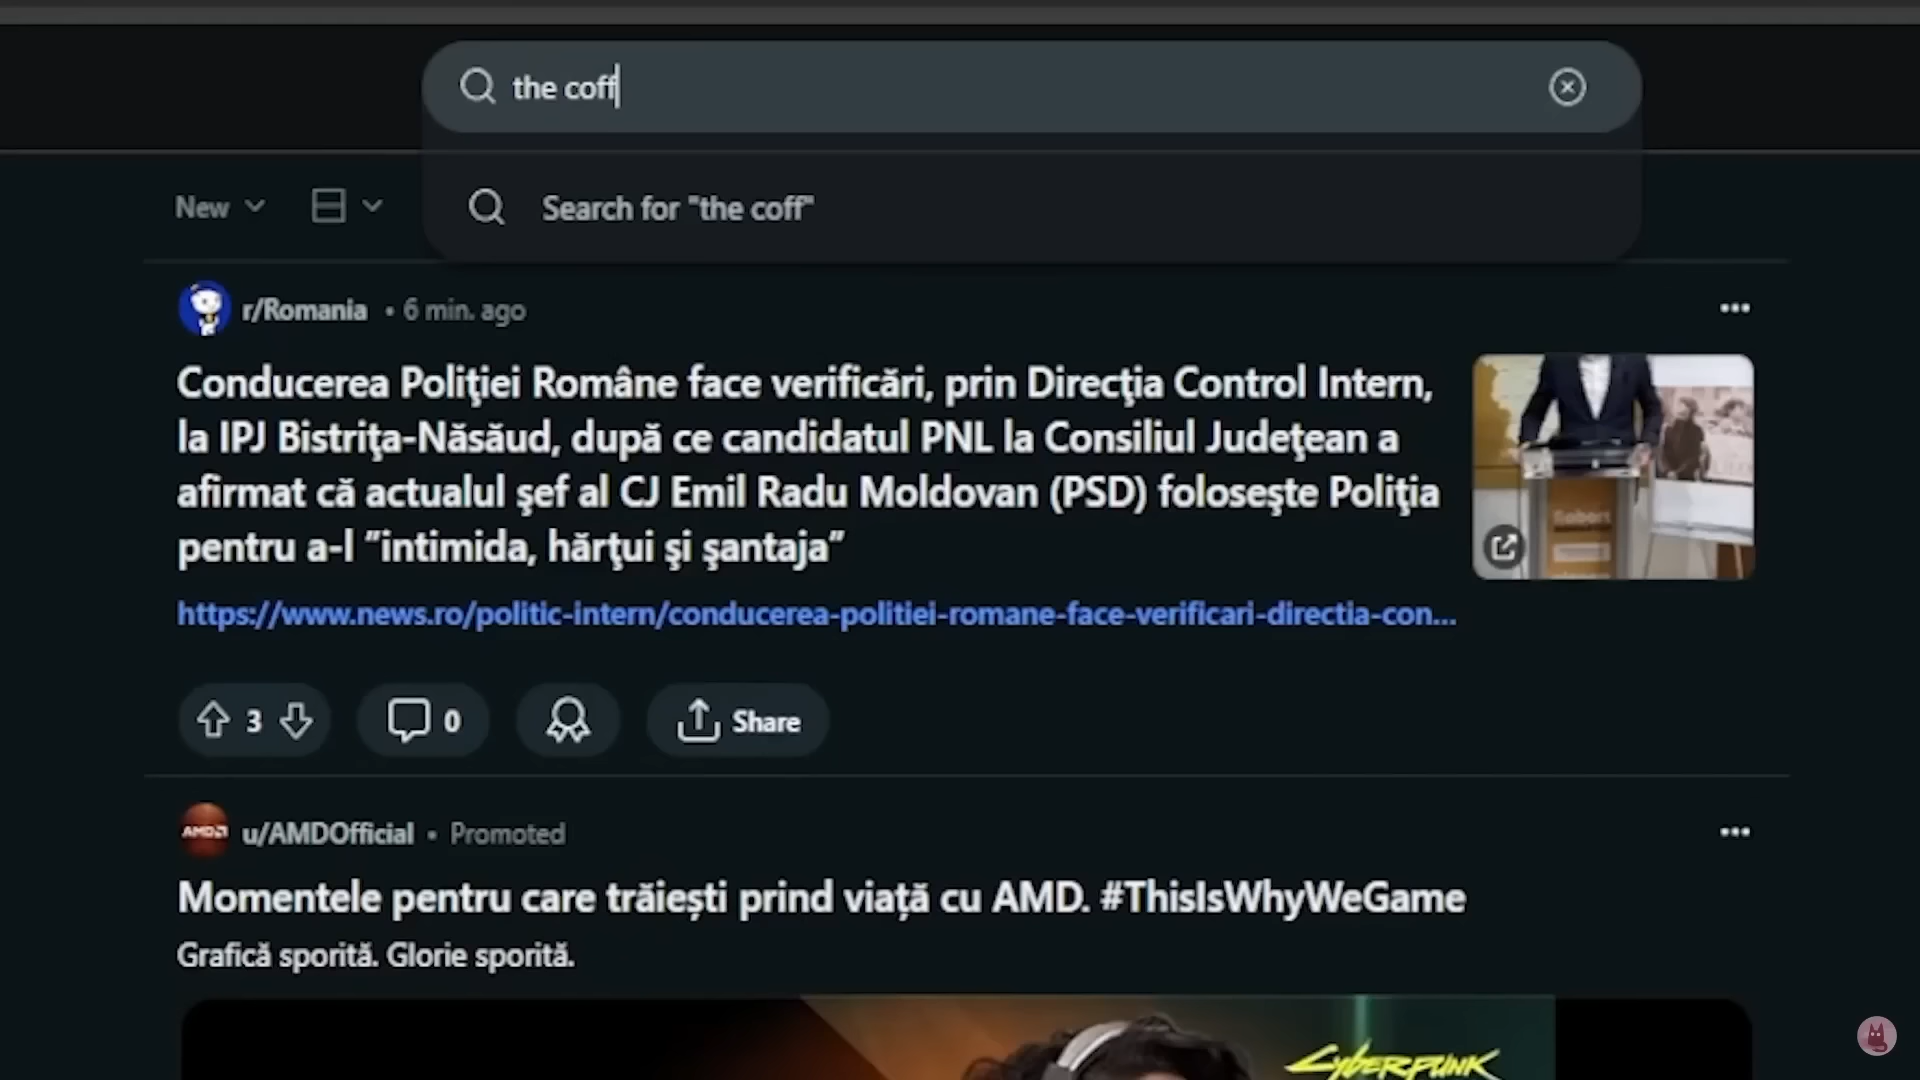 the coff
New
Search for "the coff"
r/Romania • 6 min. ago
Conducerea Poliţiei Române face verificări, prin Direcţia Control Intern,
la IPJ Bistriţa-Năsăud, după ce candidatul PNL la Consiliul Judeţean a
afirmat că actualul şef al CJ Emil Radu Moldovan (PSD) foloseşte Poliţia
pentru a-l ”intimida, hărţui şi şantaja”
https://www.news.ro/politic-intern/conducerea-politiei-romane-face-verificari-directia-con...
3
0
Share
AMD
u/AMDOfficial • Promoted
Momentele pentru care trăiești prind viață cu AMD. #ThisIsWhyWeGame
Grafică sporită. Glorie sporită.
CYBERPUNK